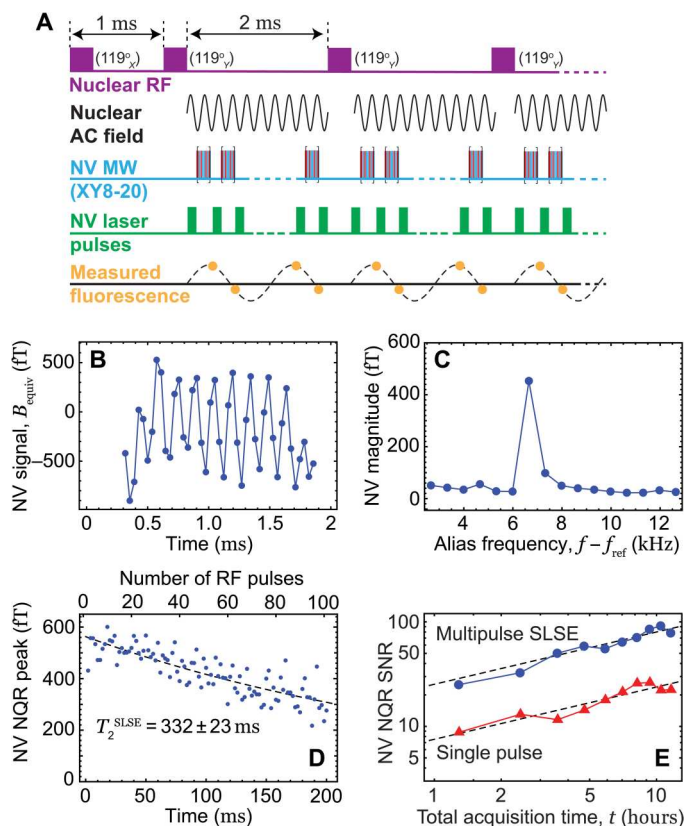 A
1 ms
2 ms
(119°X)
(119°Y)
(119°Y)
(119°Y)
Nuclear RF
Nuclear
AC field
NV MW
(XY8-20)
NV laser
pulses
Measured
fluorescence
B
NV signal, Bequiv (fT)
500
0
−500
0
0.5
1.0
1.5
2
Time (ms)
C
NV magnitude (fT)
600
400
200
0
4
6
8
10
12
Alias frequency, f − fref (kHz)
Number of RF pulses
0
20
40
60
80
100
NV NQR peak (fT)
600
400
200
0
T2SLSE = 332 ± 23 ms
D
0
50
100
150
200
Time (ms)
NV NQR SNR
100
50
10
5
Multipulse SLSE
Single pulse
E
1
2
5
10
Total acquisition time, t (hours)